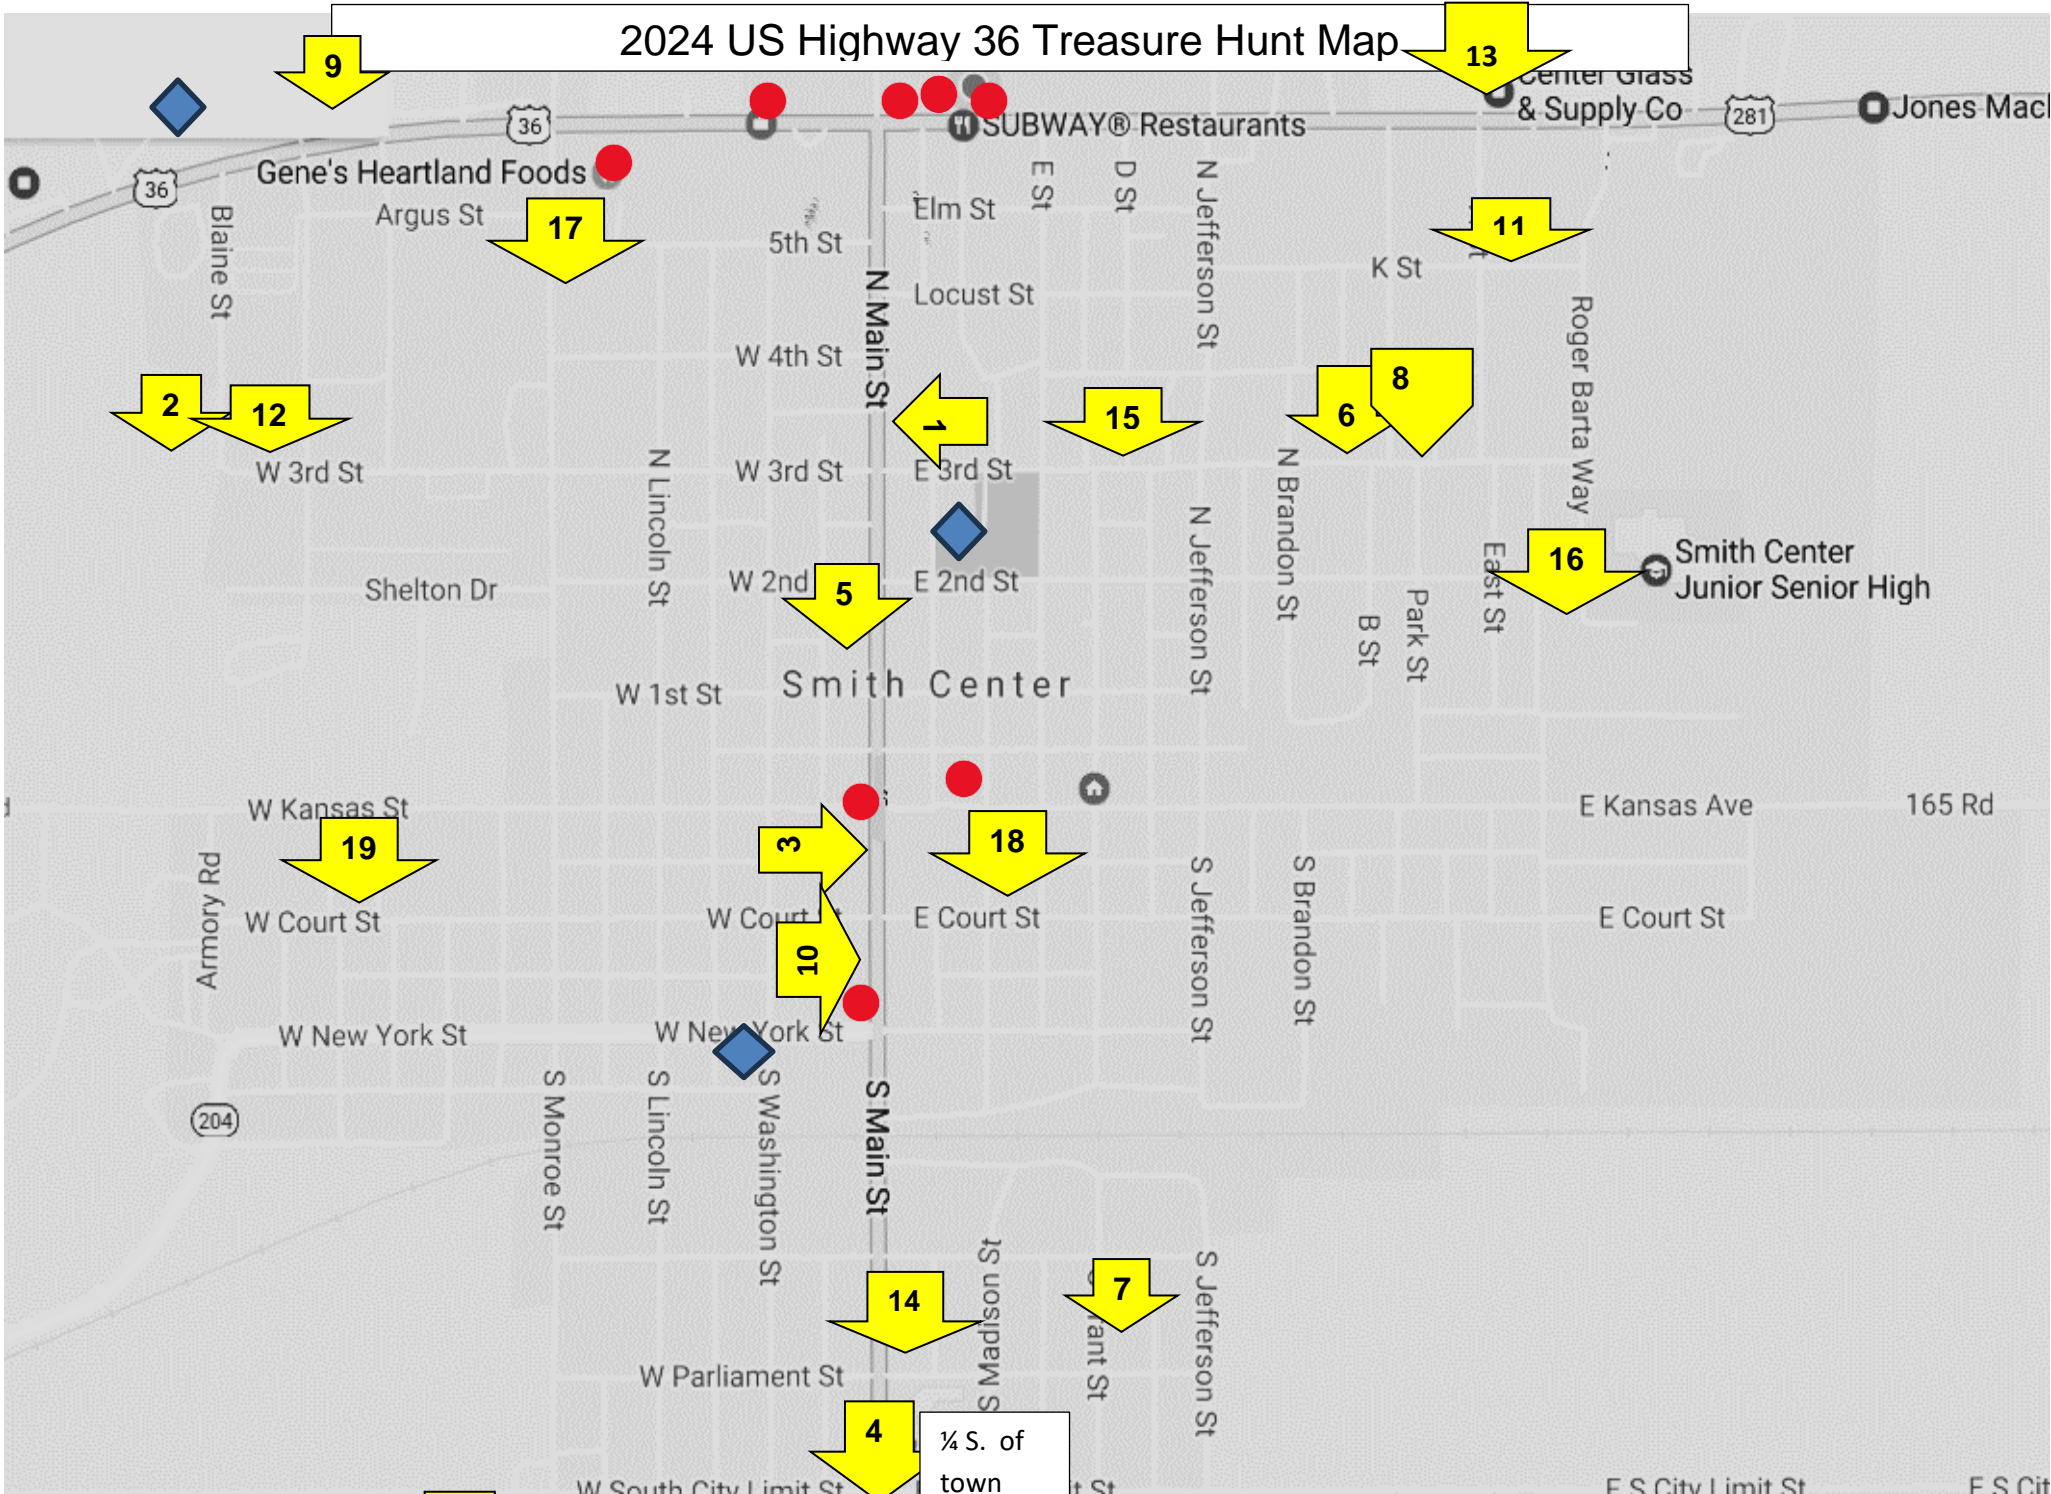 2024 US Highway 36 Treasure Hunt Map
13
9
Center Glass
& Supply Co
281
Jones Mac
36
SUBWAY® Restaurants
Gene's Heartland Foods
36
Blaine St
Argus St
17
5th St
N Main St
Elm St
E St
D St
N Jefferson St
11
K St
Locust St
Roger Barta Way
W 4th St
2
12
1
15
6
8
W 3rd St
N Lincoln St
W 3rd St
E 3rd St
N Jefferson St
N Brandon St
16
Smith Center
Junior Senior High
East St
Shelton Dr
W 2nd
5
E 2nd St
B St
Park St
W 1st St
Smith Center
W Kansas St
E Kansas Ave
165 Rd
19
3
18
Armory Rd
W Court St
W Court St
E Court St
S Jefferson St
S Brandon St
E Court St
10
W New York St
W New York St
204
S Monroe St
S Lincoln St
S Washington St
S Main St
14
S Madison St
7
S Jefferson St
W Parliament St
4
¼ S. of
town
W South City Limit St
t St
E S City Limit St
E S Cit